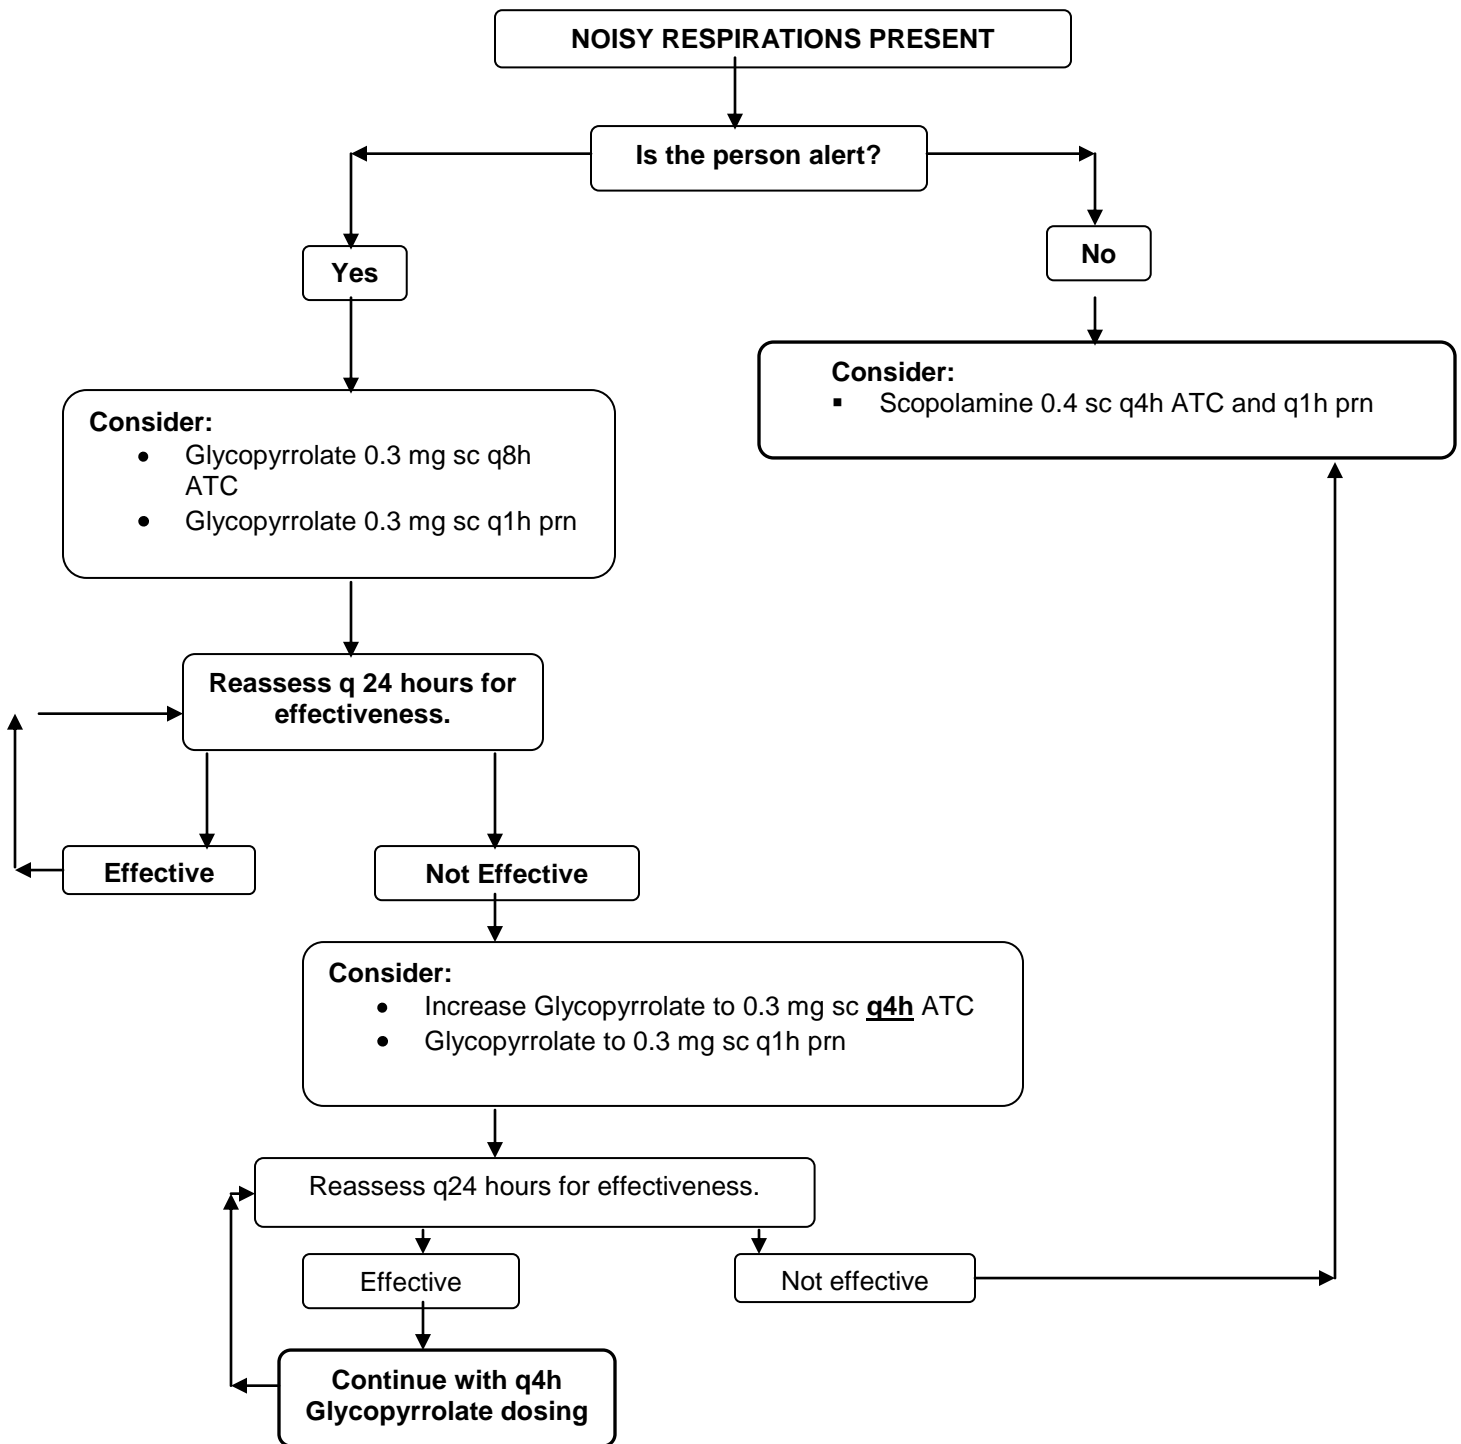 NOISY RESPIRATIONS PRESENT
Is the person alert?
Yes
No
Consider:
• Glycopyrrolate 0.3 mg sc q8h
ATC
• Glycopyrrolate 0.3 mg sc q1h prn
Consider:
▪ Scopolamine 0.4 sc q4h ATC and q1h prn
Reassess q 24 hours for
effectiveness.
Effective
Not Effective
Consider:
• Increase Glycopyrrolate to 0.3 mg sc q4h ATC
• Glycopyrrolate to 0.3 mg sc q1h prn
Reassess q24 hours for effectiveness.
Effective
Not effective
Continue with q4h
Glycopyrrolate dosing